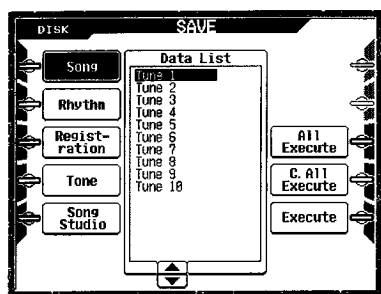 DISK
SAVE
Song
Rhythm
Regist-
ration
Tone
Song
Studio
Data List
Tune 1
Tune 2
Tune 3
Tune 4
Tune 5
Tune 6
Tune 7
Tune 8
Tune 9
Tune 10
All
Execute
C. All
Execute
Execute